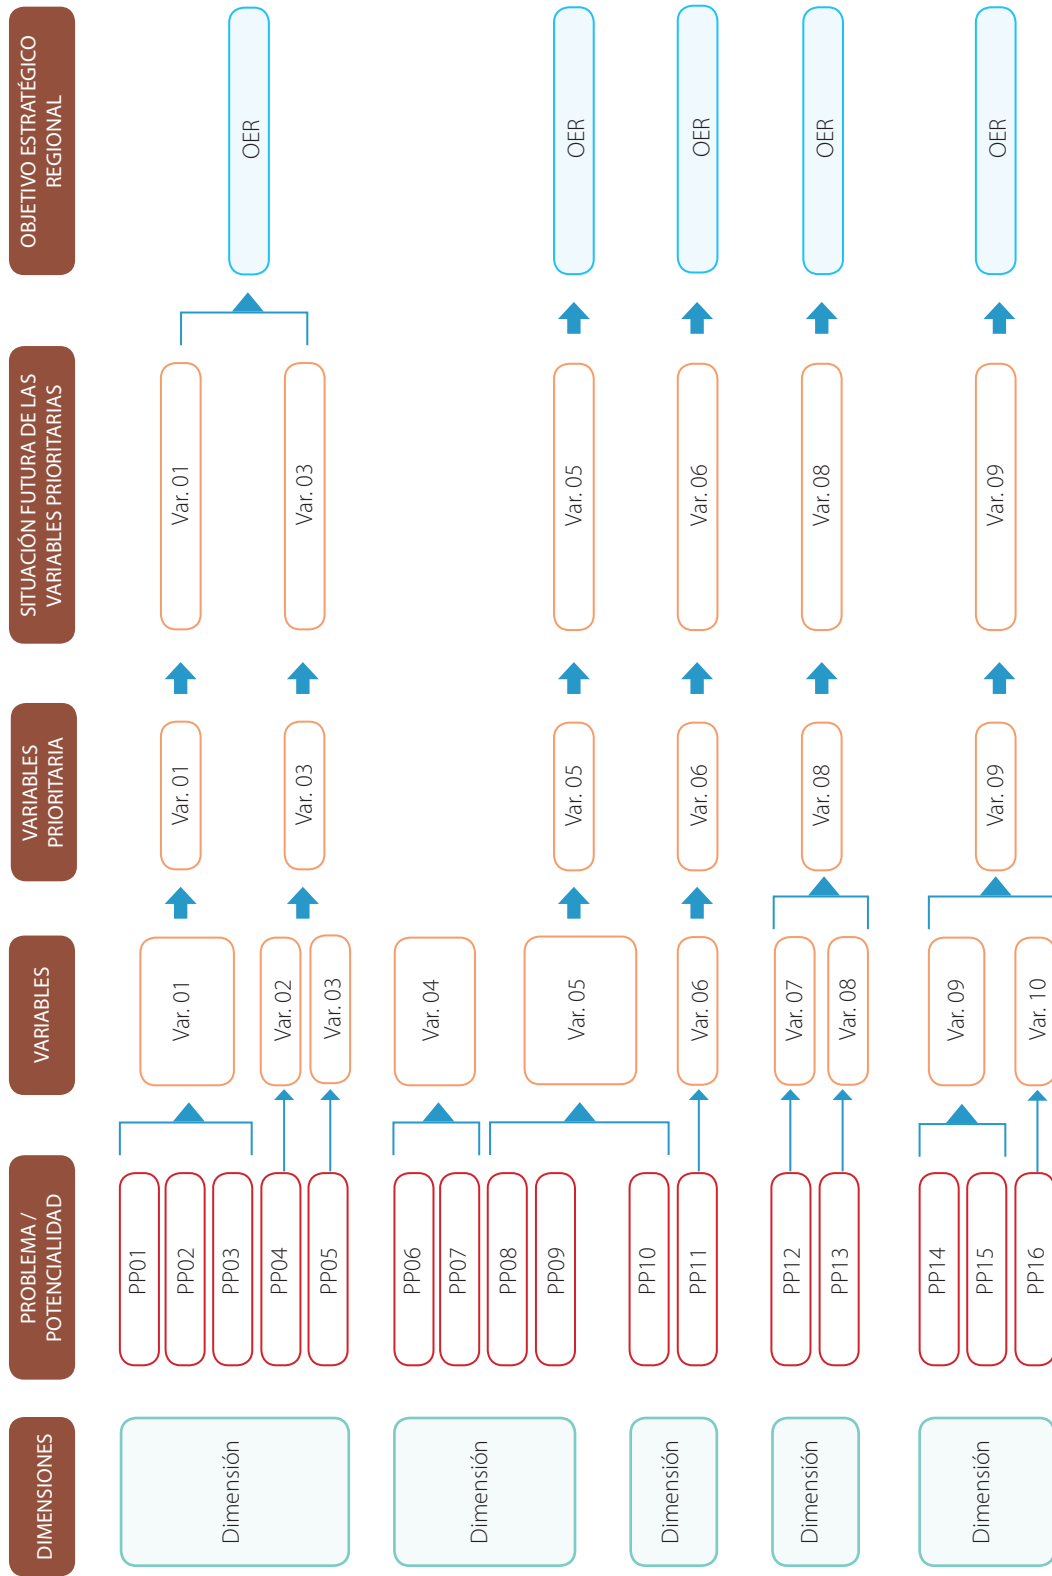 DIMENSIONES
PROBLEMA /
POTENCIALIDAD
VARIABLES
VARIABLES
PRIORITARIA
SITUACIÓN FUTURA DE LAS
VARIABLES PRIORITARIAS
OBJETIVO ESTRATÉGICO
REGIONAL
Dimensión
PP01
PP02
PP03
PP04
PP05
Var. 01
Var. 02
Var. 03
Var. 01
Var. 03
Var. 01
Var. 03
OER
Dimensión
PP06
PP07
PP08
PP09
Var. 04
Var. 05
Var. 05
Var. 05
OER
Dimensión
PP10
PP11
Var. 06
Var. 06
Var. 06
OER
Dimensión
PP12
PP13
Var. 07
Var. 08
Var. 08
Var. 08
OER
Dimensión
PP14
PP15
PP16
Var. 09
Var. 10
Var. 09
Var. 09
OER